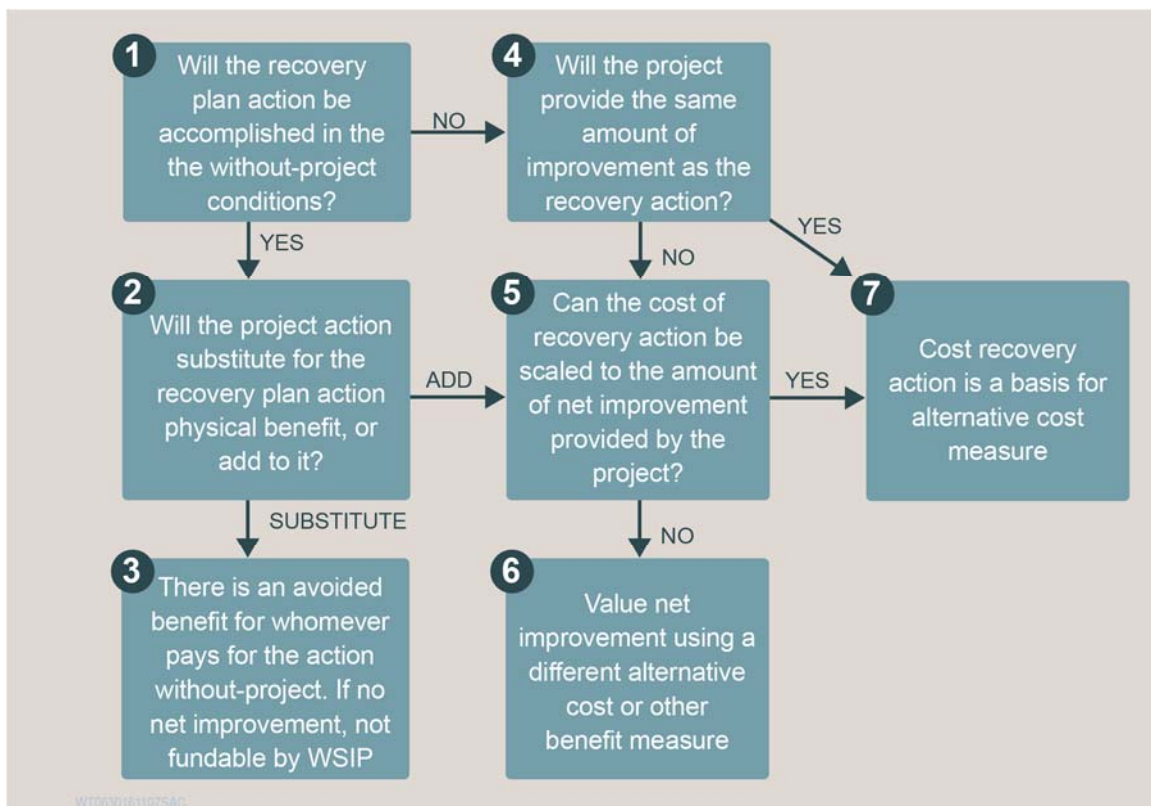 1
Will the recovery
plan action be
accomplished in the
the without-project
conditions?
NO
YES
2
Will the project action
substitute for the
recovery plan action
physical benefit, or
add to it?
ADD
SUBSTITUTE
3
There is an avoided
benefit for whomever
pays for the action
without-project. If no
net improvement, not
fundable by WSIP
4
Will the project
provide the same
amount of
improvement as the
recovery action?
YES
NO
5
Can the cost of
recovery action be
scaled to the amount
of net improvement
provided by the
project?
YES
NO
6
Value net
improvement using a
different alternative
cost or other
benefit measure
7
Cost recovery
action is a basis for
alternative cost
measure